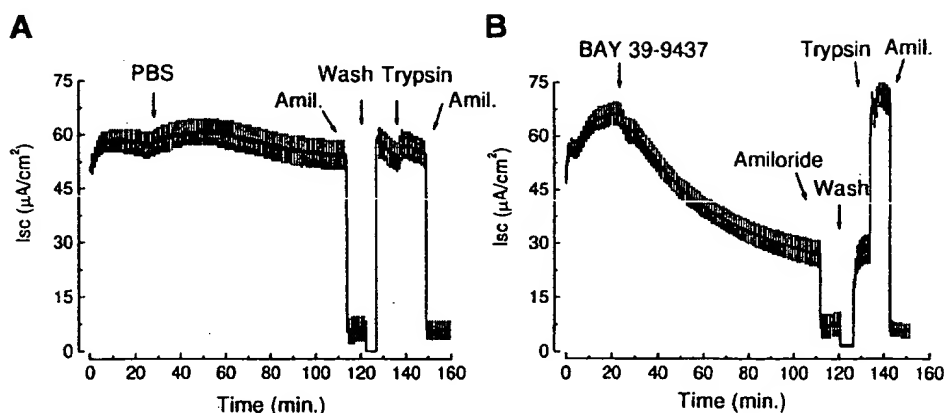 A
PBS
Wash Trypsin
Amil.
Amil.
75
60
45
30
15
0
Isc (μA/cm²)
0 20 40 60 80 100 120 140 160
Time (min.)
B
BAY 39-9437
Trypsin
Amil.
Amiloride
Wash
75
60
45
30
15
0
Isc (μA/cm²)
0 20 40 60 80 100 120 140 160
Time (min.)